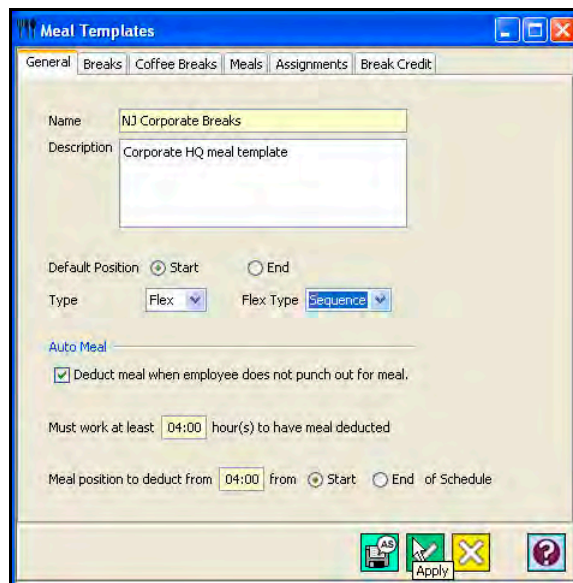 Meal Templates
General Breaks Coffee Breaks Meals Assignments Break Credit
Name NJ Corporate Breaks
Description Corporate HQ meal template
Default Position Start End
Type Flex Flex Type Sequence
Auto Meal
Deduct meal when employee does not punch out for meal.
Must work at least 04:00 hour(s) to have meal deducted
Meal position to deduct from 04:00 from Start End of Schedule
AS
?
Apply